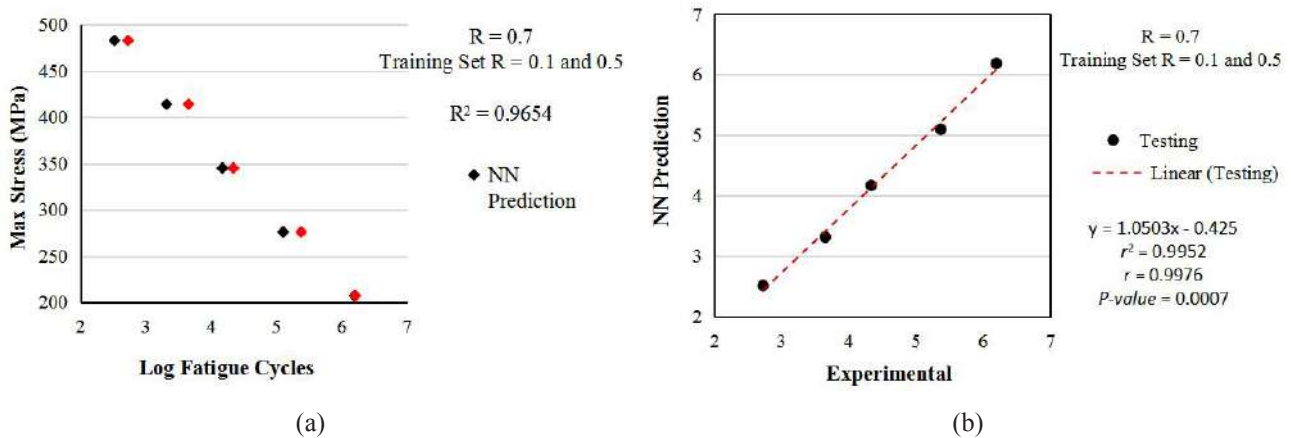 500
450
400
350
300
250
200
Max Stress (MPa)
2 3 4 5 6 7
Log Fatigue Cycles
R = 0.7
Training Set R = 0.1 and 0.5
R² = 0.9654
NN
Prediction
(a)
7
6
5
4
3
2
NN Prediction
2 3 4 5 6 7
Experimental
R = 0.7
Training Set R = 0.1 and 0.5
Testing
Linear (Testing)
y = 1.0503x - 0.425
r² = 0.9952
r = 0.9976
P-value = 0.0007
(b)